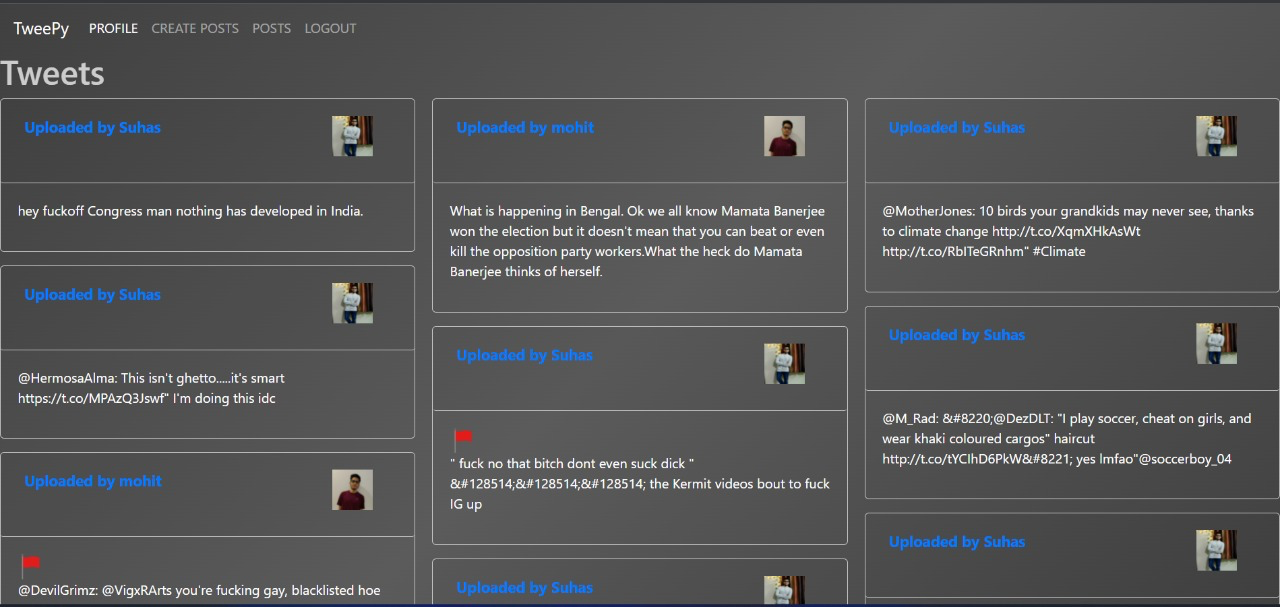 TweePy PROFILE CREATE POSTS POSTS LOGOUT
Tweets
Uploaded by Suhas
hey fuckoff Congress man nothing has developed in India.
Uploaded by Suhas
@HermosaAlma: This isn't ghetto.....it's smart
https://t.co/MPAzQ3Jswf" I'm doing this idc
Uploaded by mohit
@DevilGrimz: @VigxRArts you're fucking gay, blacklisted hoe
Uploaded by mohit
What is happening in Bengal. Ok we all know Mamata Banerjee
won the election but it doesn't mean that you can beat or even
kill the opposition party workers.What the heck do Mamata
Banerjee thinks of herself.
Uploaded by Suhas
" fuck no that bitch dont even suck dick "
&#128514;&#128514;&#128514; the Kermit videos bout to fuck
IG up
Uploaded by Suhas
Uploaded by Suhas
@MotherJones: 10 birds your grandkids may never see, thanks
to climate change http://t.co/XqmXHkAsWt
http://t.co/RbITeGRnhm" #Climate
Uploaded by Suhas
@M_Rad: &#8220;@DezDLT: "I play soccer, cheat on girls, and
wear khaki coloured cargos" haircut
http://t.co/tYCIhD6PkW&#8221; yes lmfao"@soccerboy_04
Uploaded by Suhas